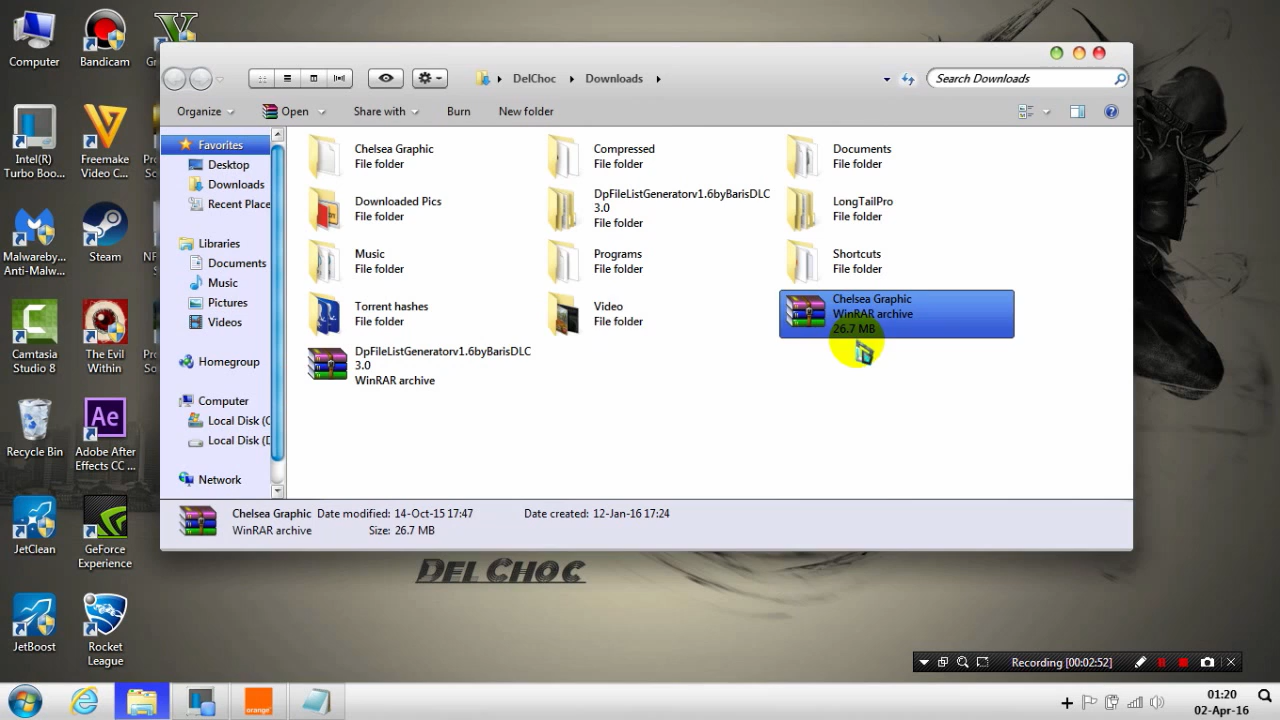 Computer
Bandicam
Gr
Intel(R)
Turbo Boo...
Freemake
Video C...
Malwareby...
Anti-Malw...
Steam
Camtasia
Studio 8
The Evil
Within
Recycle Bin
Ae
Adobe After
Effects CC ...
JetClean
GeForce
Experience
JetBoost
Rocket
League
DelChoc
Downloads
Search Downloads
Organize
Open
Share with
Burn
New folder
Favorites
Desktop
Downloads
Recent Place
Libraries
Documents
Music
Pictures
Videos
Homegroup
Computer
Local Disk (C
Local Disk (D
Network
Chelsea Graphic
File folder
Compressed
File folder
Documents
File folder
Downloaded Pics
File folder
DpFileListGeneratorv1.6byBarisDLC
3.0
File folder
LongTailPro
File folder
Music
File folder
Programs
File folder
Shortcuts
File folder
Torrent hashes
File folder
Video
File folder
Chelsea Graphic
WinRAR archive
26.7 MB
DpFileListGeneratorv1.6byBarisDLC
3.0
WinRAR archive
Chelsea Graphic Date modified: 14-Oct-15 17:47 Date created: 12-Jan-16 17:24
WinRAR archive Size: 26.7 MB
DEL CHOC
Recording [00:02:52]
orange
01:20
02-Apr-16